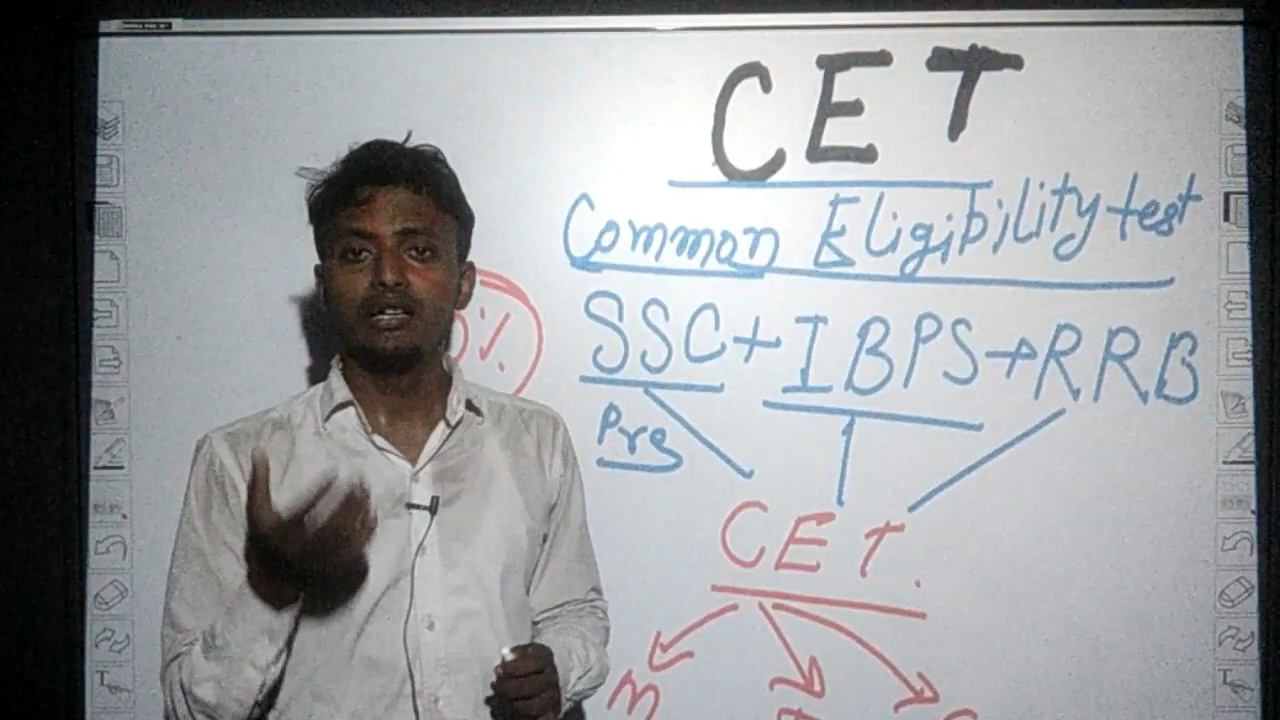 CET
Common Eligibility test
SSC + IBPS + RRB
Pre
CET.
M